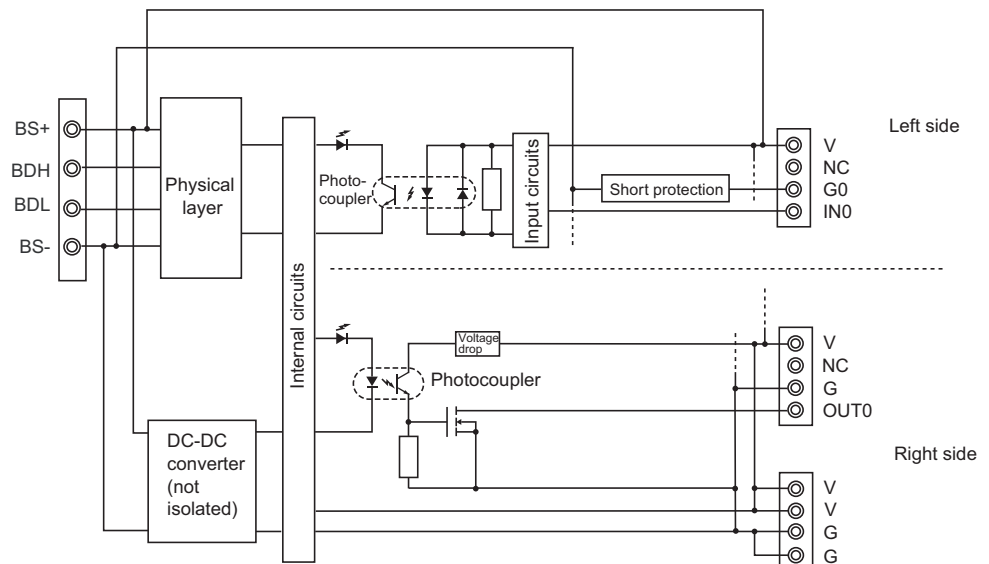 BS+
BDH
BDL
BS-
Physical
layer
Internal circuits
Photo-
coupler
Input circuits
Short protection
Left side
V
NC
G0
IN0
Voltage
drop
Photocoupler
V
NC
G
OUT0
DC-DC
converter
(not
isolated)
Right side
V
V
G
G